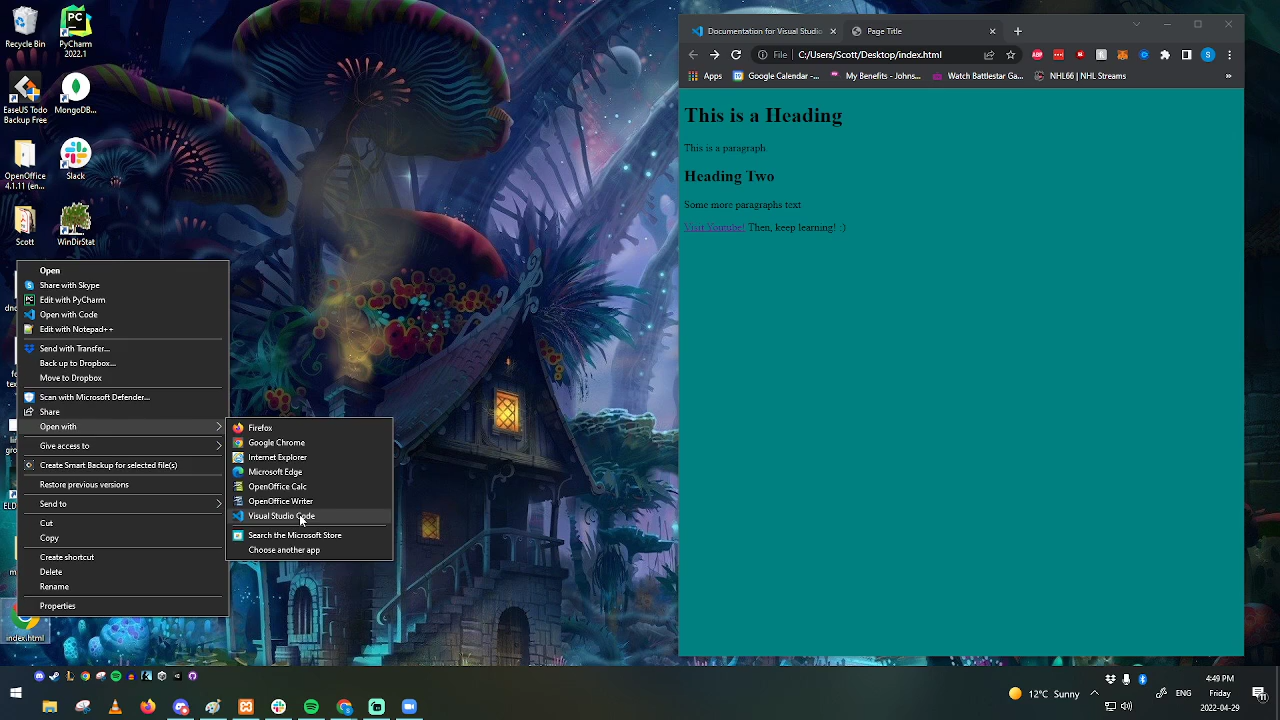 Recycle Bin
PyCharm 2022....
EaseUS Todo Backup Free
MongoDB...
OpenOffice 4.1.11 (en...
Slack
Scott
WinDirStat
Open
Share with Skype
Edit with PyCharm
Open with Code
Edit with Notepad++
Send with Transfer...
Back up to Dropbox...
Move to Dropbox
Scan with Microsoft Defender...
Share
Open with
Give access to
Create Smart Backup for selected file(s)
Restore previous versions
Send to
Cut
Copy
Create shortcut
Delete
Rename
Properties
index.html
Firefox
Google Chrome
Internet Explorer
Microsoft Edge
OpenOffice Calc
OpenOffice Writer
Visual Studio Code
Search the Microsoft Store
Choose another app
Download Visual Studio
Page Title
File | C:/Users/Scott/Desktop/index.html
Apps
Google Calendar -...
My Benefits - Johns...
Watch Battlestar Ga...
NHL66 | NHL Streams
»
This is a Heading
This is a paragraph.
Heading Two
Some more paragraphs text
Visit Youtube! Then, keep learning! :)
12°C Sunny
4:49 PM
Friday
2022-04-29